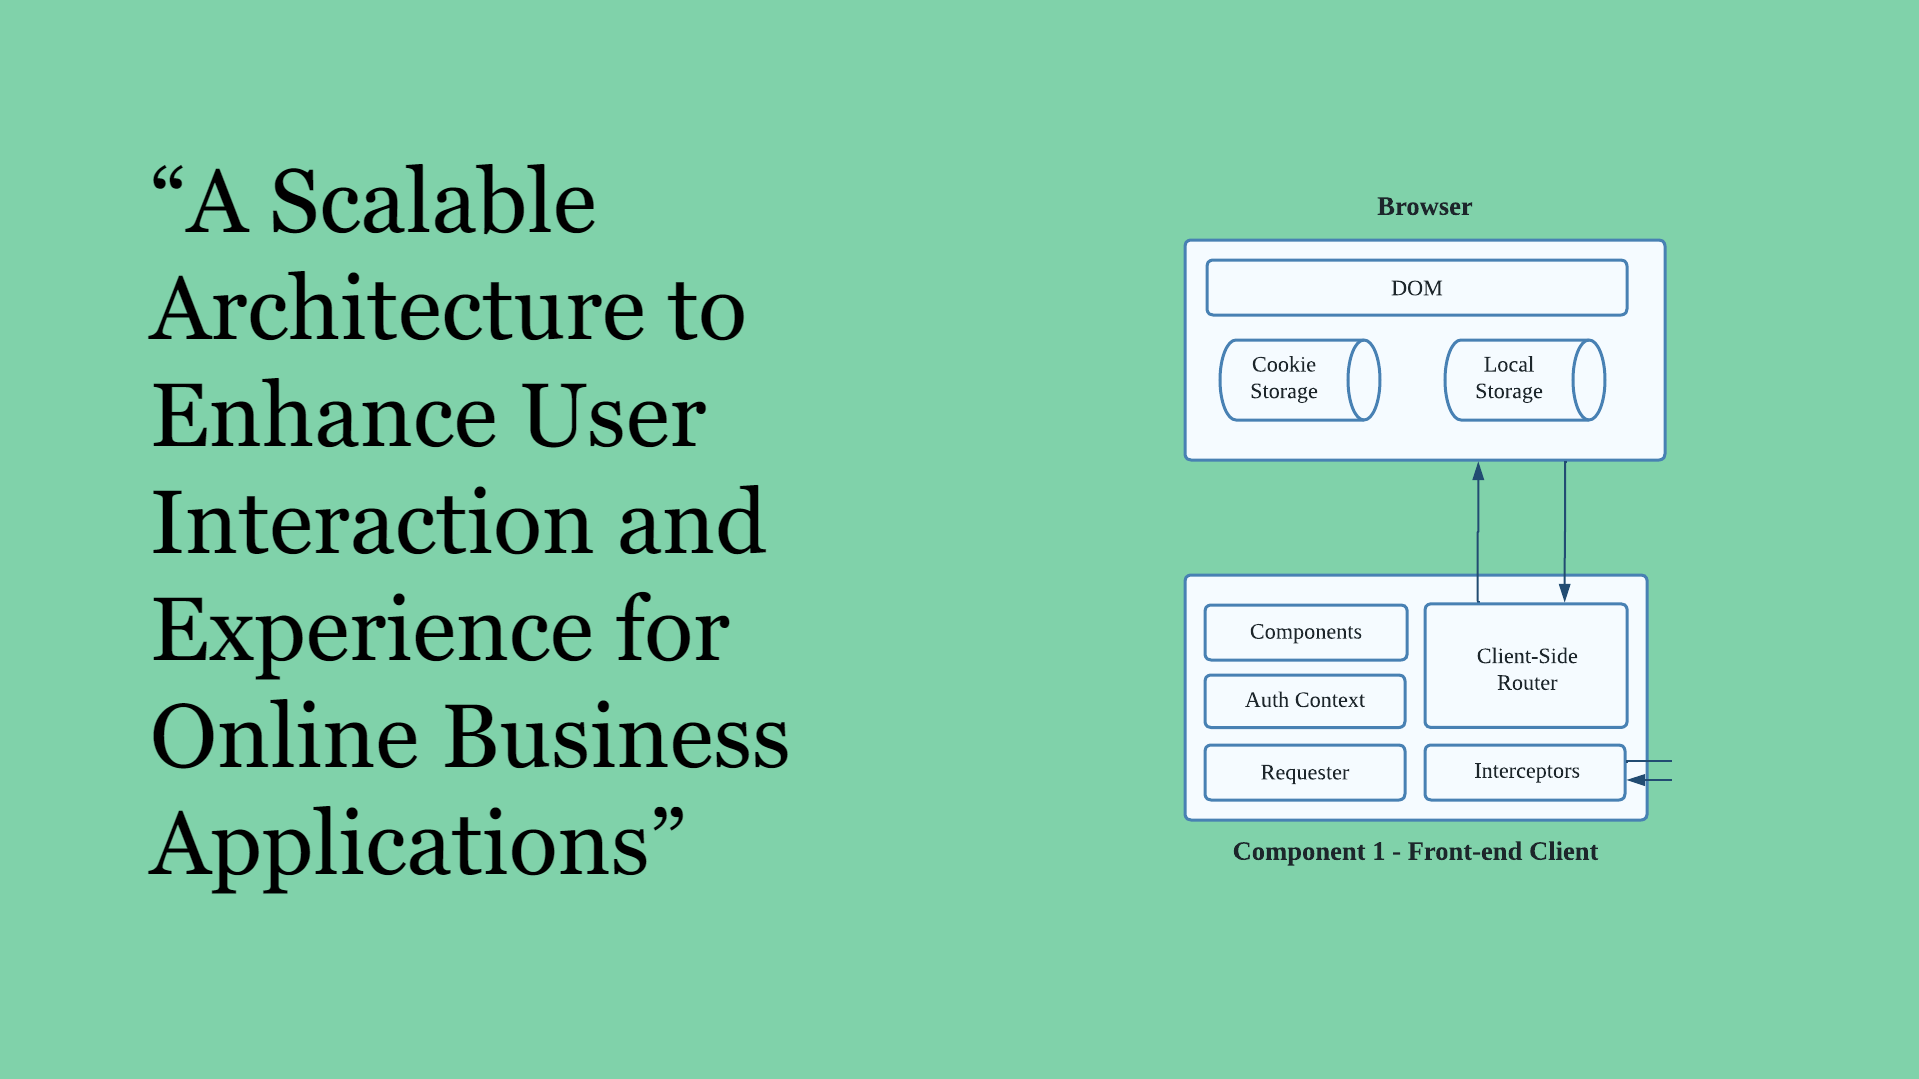 “A Scalable
Architecture to
Enhance User
Interaction and
Experience for
Online Business
Applications”
Browser
DOM
Cookie
Storage
Local
Storage
Components
Client-Side
Router
Auth Context
Requester
Interceptors
Component 1 - Front-end Client